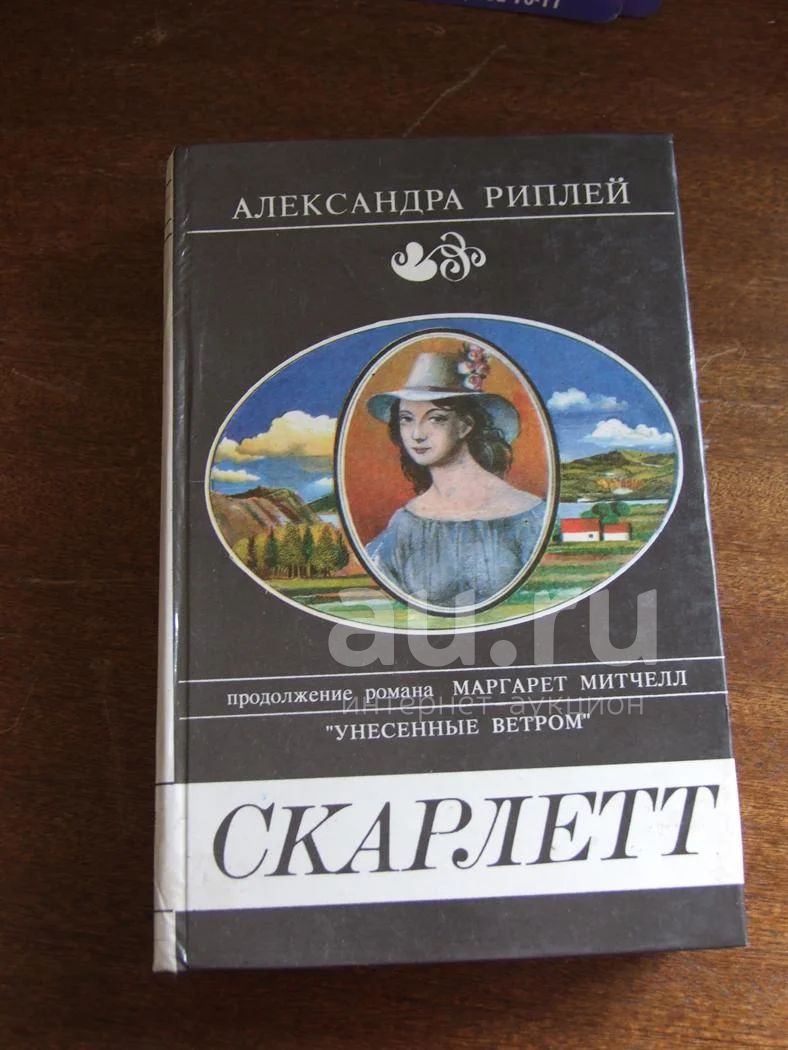 АЛЕКСАНДРА РИПЛЕЙ
au.ru
продолжение романа МАРГАРЕТ МИТЧЕЛЛ
интернет аукцион
"УНЕСЕННЫЕ ВЕТРОМ"
СКАРЛЕТТ